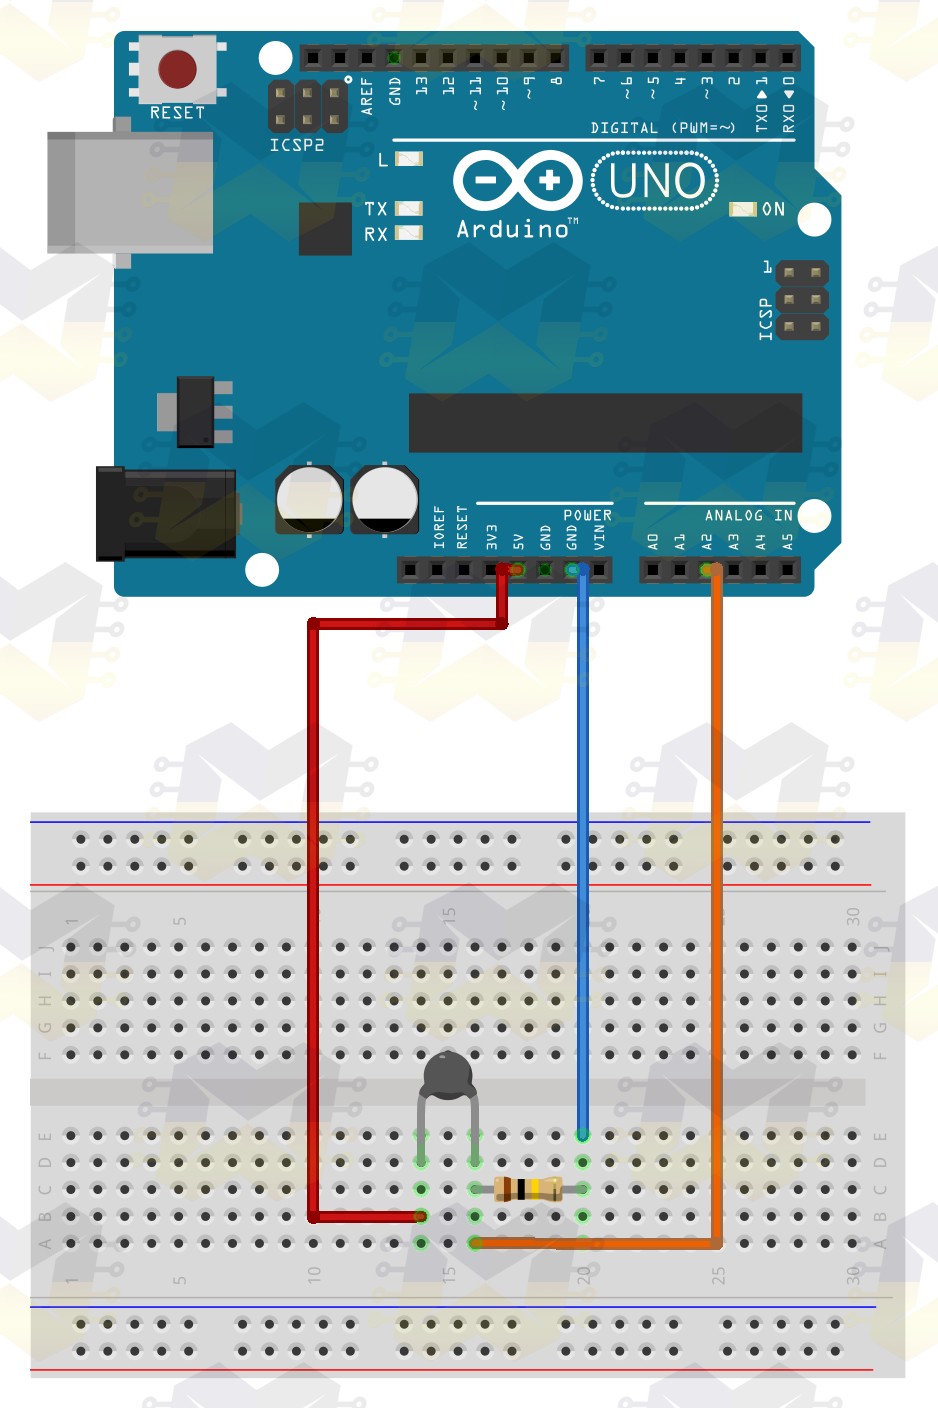 RESET
ICSP2
AREF
GND
13
12
~11
~10
~9
8
7
~6
~5
4
~3
2
TX0 ▶ 1
RX0 ◀ 0
DIGITAL (PWM=~)
L
TX
RX
UNO
Arduino™
ON
1
ICSP
IOREF
RESET
3V3
5V
GND
GND
VIN
POWER
A0
A1
A2
A3
A4
A5
ANALOG IN
1
5
15
30
J
I
H
G
F
J
I
H
G
F
E
D
C
B
A
E
D
C
B
A
1
5
10
15
20
25
30